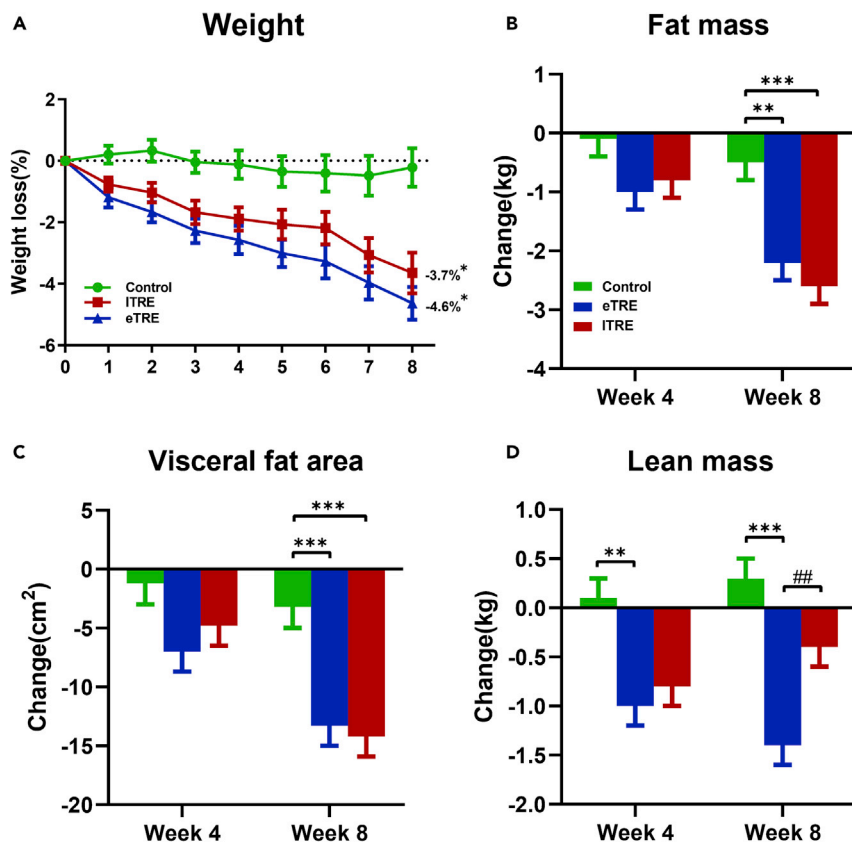 A
Weight
Weight loss(%)
2
0
-2
-4
-6
0 1 2 3 4 5 6 7 8
Control
lTRE
eTRE
-3.7%*
-4.6%*
B
Fat mass
Change(kg)
1
0
-1
-2
-3
-4
***
**
Control
eTRE
lTRE
Week 4 Week 8
C
Visceral fat area
Change(cm²)
5
0
-5
-10
-15
-20
***
***
Week 4 Week 8
D
Lean mass
Change(kg)
1.0
0.5
0.0
-0.5
-1.0
-1.5
-2.0
**
***
##
Week 4 Week 8